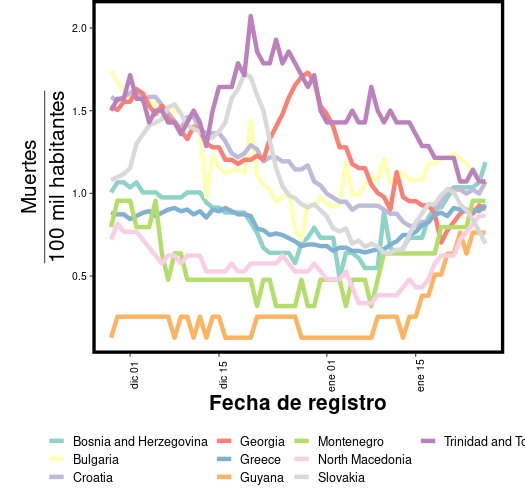 2.0
1.5
1.0
0.5
Muertes
100 mil habitantes
dic 01
dic 15
ene 01
ene 15
Fecha de registro
Bosnia and Herzegovina
Georgia
Montenegro
Trinidad and To
Bulgaria
Greece
North Macedonia
Croatia
Guyana
Slovakia